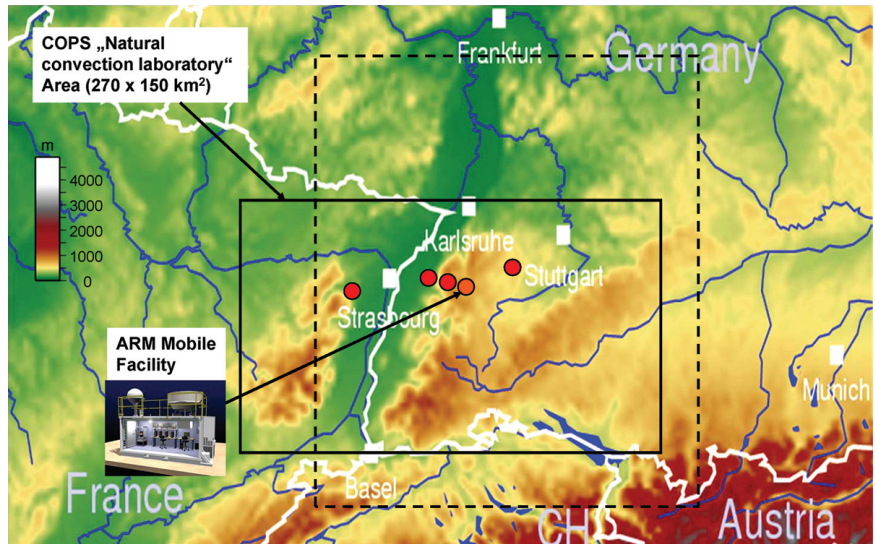 COPS „Natural
convection laboratory“
Area (270 x 150 km²)
Frankfurt
Germany
m
4000
3000
2000
1000
0
Karlsruhe
Stuttgart
Strasbourg
ARM Mobile
Facility
Munich
Basel
France
CH
Austria